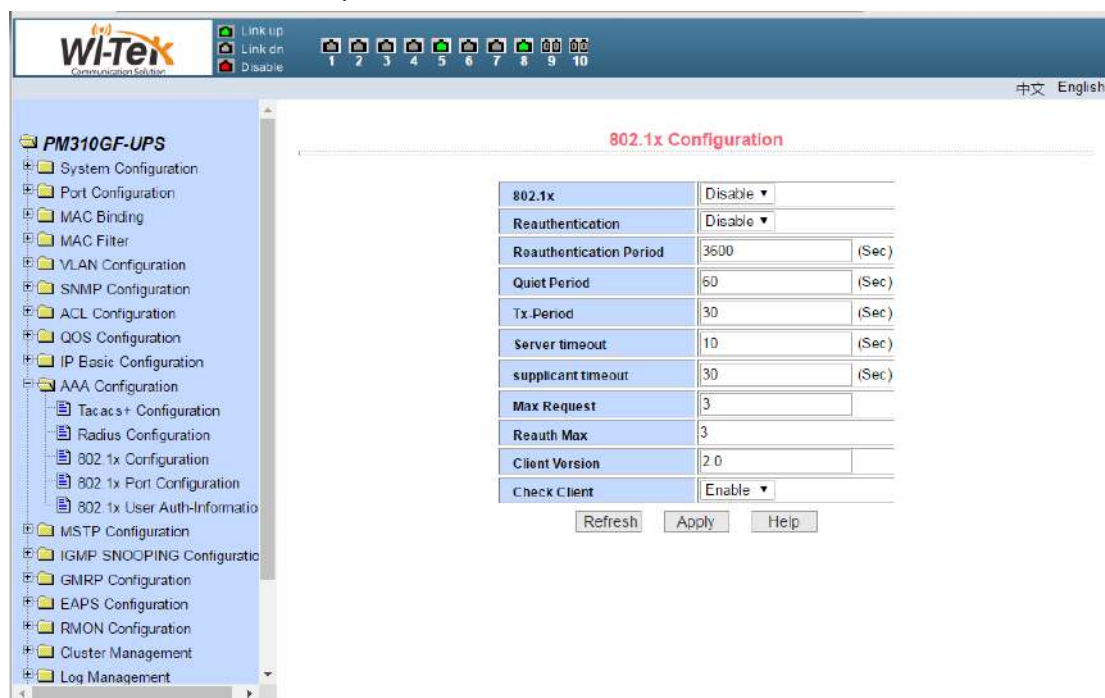 WI-TEK
Communication Solution
Link up
Link dn
Disable
1 2 3 4 5 6 7 8 9 10
中文 English
PM310GF-UPS
System Configuration
Port Configuration
MAC Binding
MAC Filter
VLAN Configuration
SNMP Configuration
ACL Configuration
QOS Configuration
IP Basic Configuration
AAA Configuration
Tacacs+ Configuration
Radius Configuration
802.1x Configuration
802.1x Port Configuration
802.1x User Auth-Informatio
MSTP Configuration
IGMP SNOOPING Configuratio
GMRP Configuration
EAPS Configuration
RMON Configuration
Cluster Management
Log Management
802.1x Configuration
802.1x Disable
Reauthentication Disable
Reauthentication Period 3600 (Sec)
Quiet Period 60 (Sec)
Tx-Period 30 (Sec)
Server timeout 10 (Sec)
supplicant timeout 30 (Sec)
Max Request 3
Reauth Max 3
Client Version 2.0
Check Client Enable
Refresh Apply Help